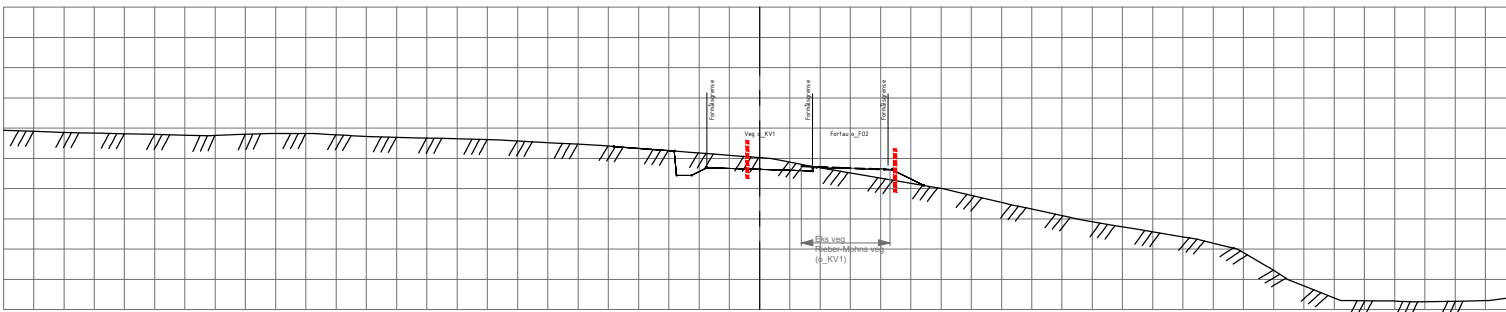 Formålsgrense
Formålsgrense
Formålsgrense
Veg o_KV1
Fortau o_FO2
Eks veg
Rieber-Mohns veg
(o_KV1)